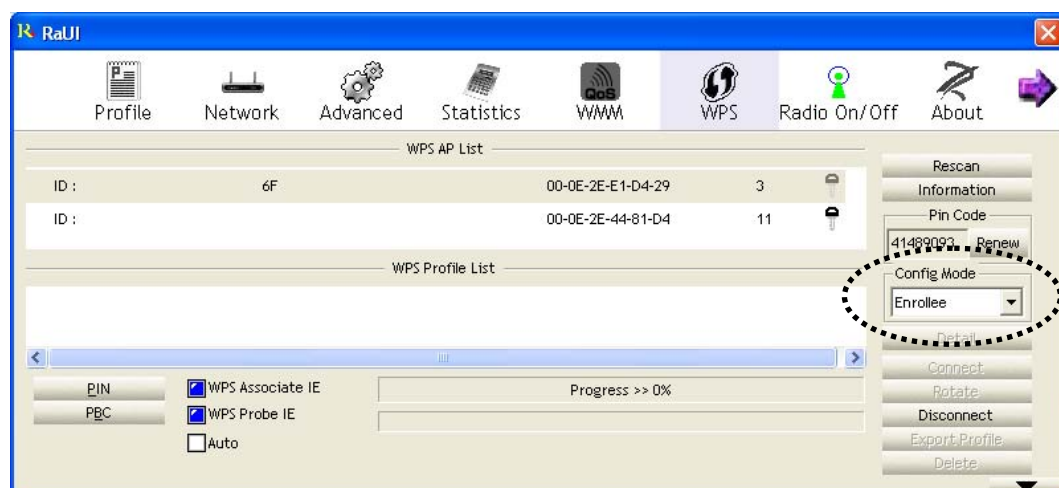 RaUI
Profile Network Advanced Statistics QoS WMM WPS Radio On/Off About
WPS AP List
ID : 6F 00-0E-2E-E1-D4-29 3
ID : 00-0E-2E-44-81-D4 11
WPS Profile List
Rescan
Information
Pin Code
41489093 Renew
Config Mode
Enrollee
Detail
Connect
Rotate
Disconnect
Export Profile
Delete
PIN
PBC
WPS Associate IE
WPS Probe IE
Auto
Progress >> 0%